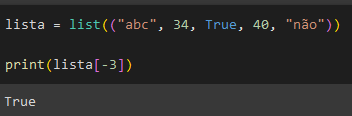 lista = list(("abc", 34, True, 40, "não"))
print(lista[-3])
True